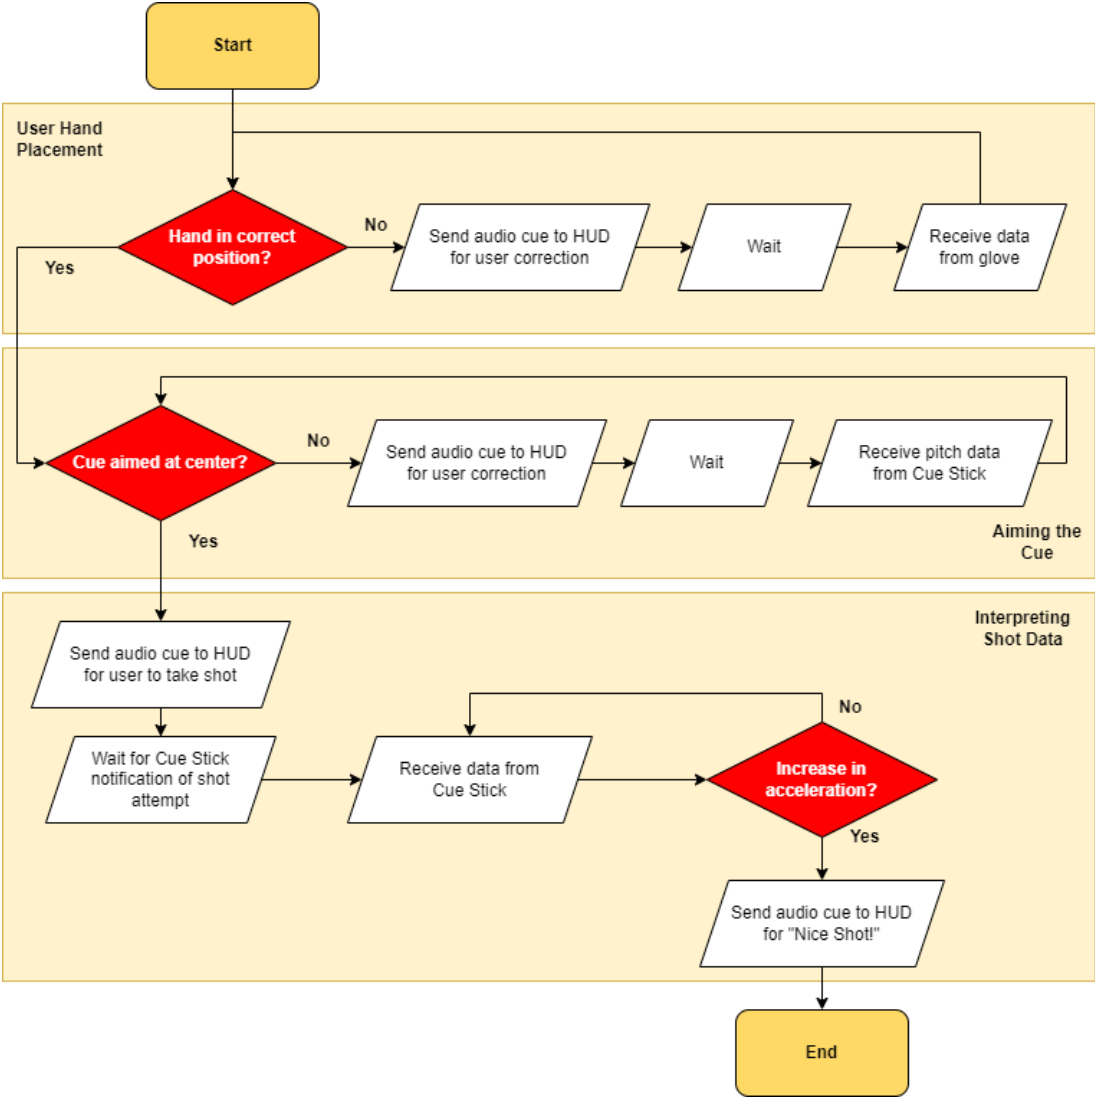 Start
User Hand
Placement
Hand in correct
position?
No
Yes
Send audio cue to HUD
for user correction
Wait
Receive data
from glove
Cue aimed at center?
No
Yes
Send audio cue to HUD
for user correction
Wait
Receive pitch data
from Cue Stick
Aiming the
Cue
Interpreting
Shot Data
Send audio cue to HUD
for user to take shot
Wait for Cue Stick
notification of shot
attempt
Receive data from
Cue Stick
No
Increase in
acceleration?
Yes
Send audio cue to HUD
for "Nice Shot!"
End